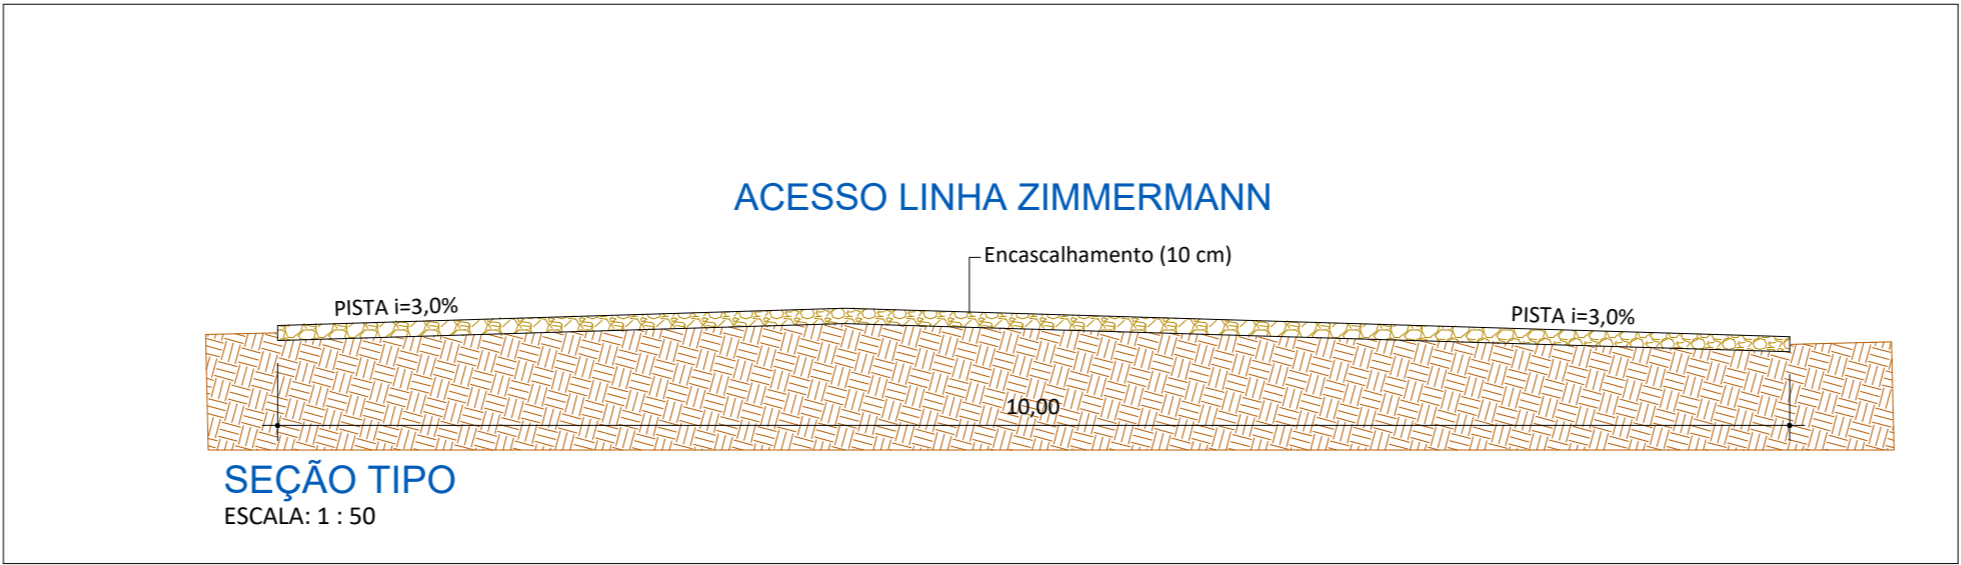 ACESSO LINHA ZIMMERMANN
Encascalhamento (10 cm)
PISTA i=3,0%
PISTA i=3,0%
10,00
SEÇÃO TIPO
ESCALA: 1 : 50